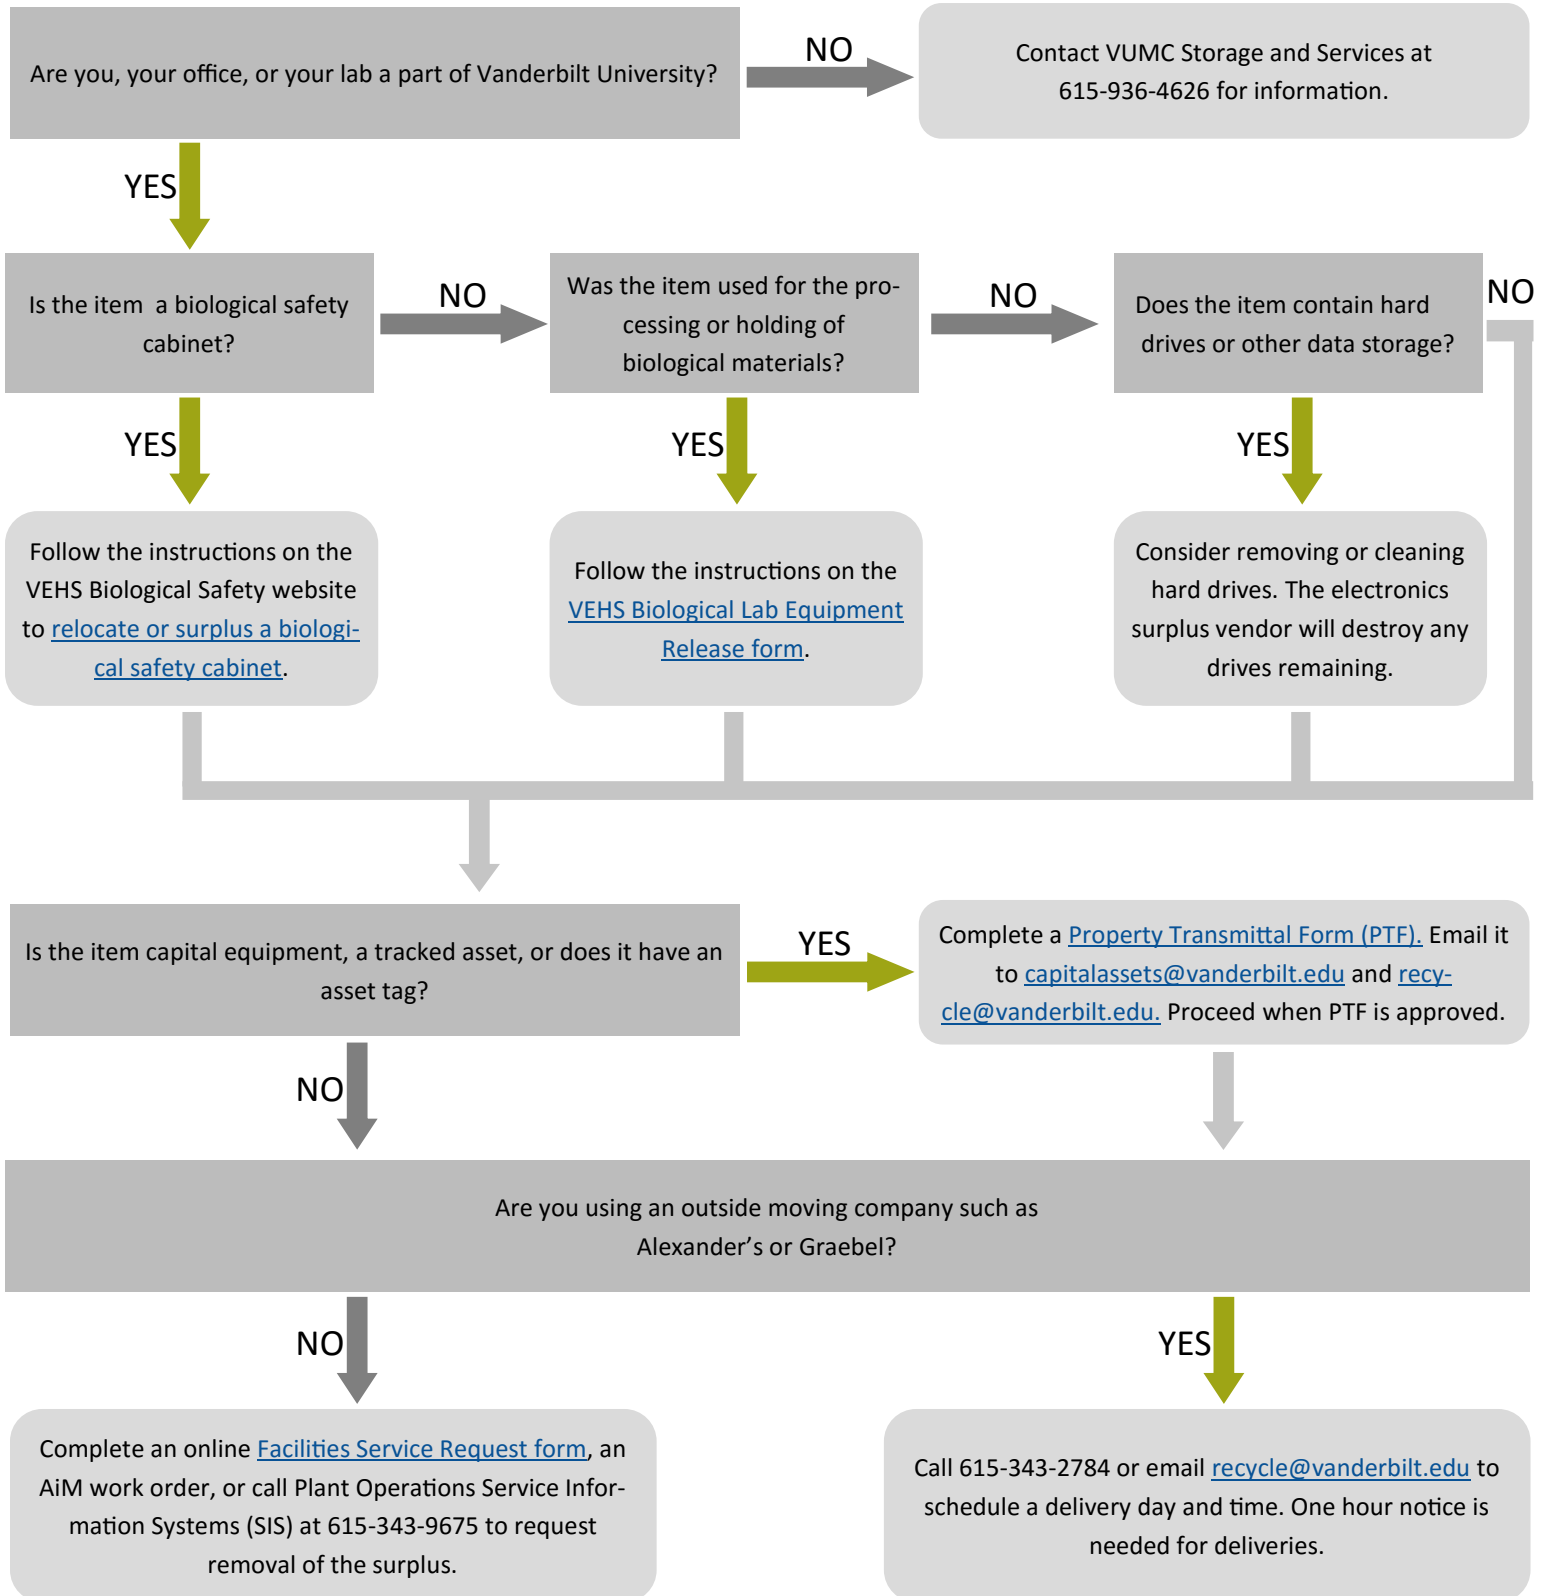 Are you, your office, or your lab a part of Vanderbilt University?
NO
Contact VUMC Storage and Services at
615-936-4626 for information.
YES
Is the item  a biological safety
cabinet?
NO
Was the item used for the pro-
cessing or holding of
biological materials?
NO
Does the item contain hard
drives or other data storage?
NO
YES
YES
YES
Follow the instructions on the
VEHS Biological Safety website
to relocate or surplus a biologi-
cal safety cabinet.
Follow the instructions on the
VEHS Biological Lab Equipment
Release form.
Consider removing or cleaning
hard drives. The electronics
surplus vendor will destroy any
drives remaining.
Is the item capital equipment, a tracked asset, or does it have an
asset tag?
YES
Complete a Property Transmittal Form (PTF). Email it
to capitalassets@vanderbilt.edu and recy-
cle@vanderbilt.edu. Proceed when PTF is approved.
NO
Are you using an outside moving company such as
Alexander’s or Graebel?
NO
YES
Complete an online Facilities Service Request form, an
AiM work order, or call Plant Operations Service Infor-
mation Systems (SIS) at 615-343-9675 to request
removal of the surplus.
Call 615-343-2784 or email recycle@vanderbilt.edu to
schedule a delivery day and time. One hour notice is
needed for deliveries.